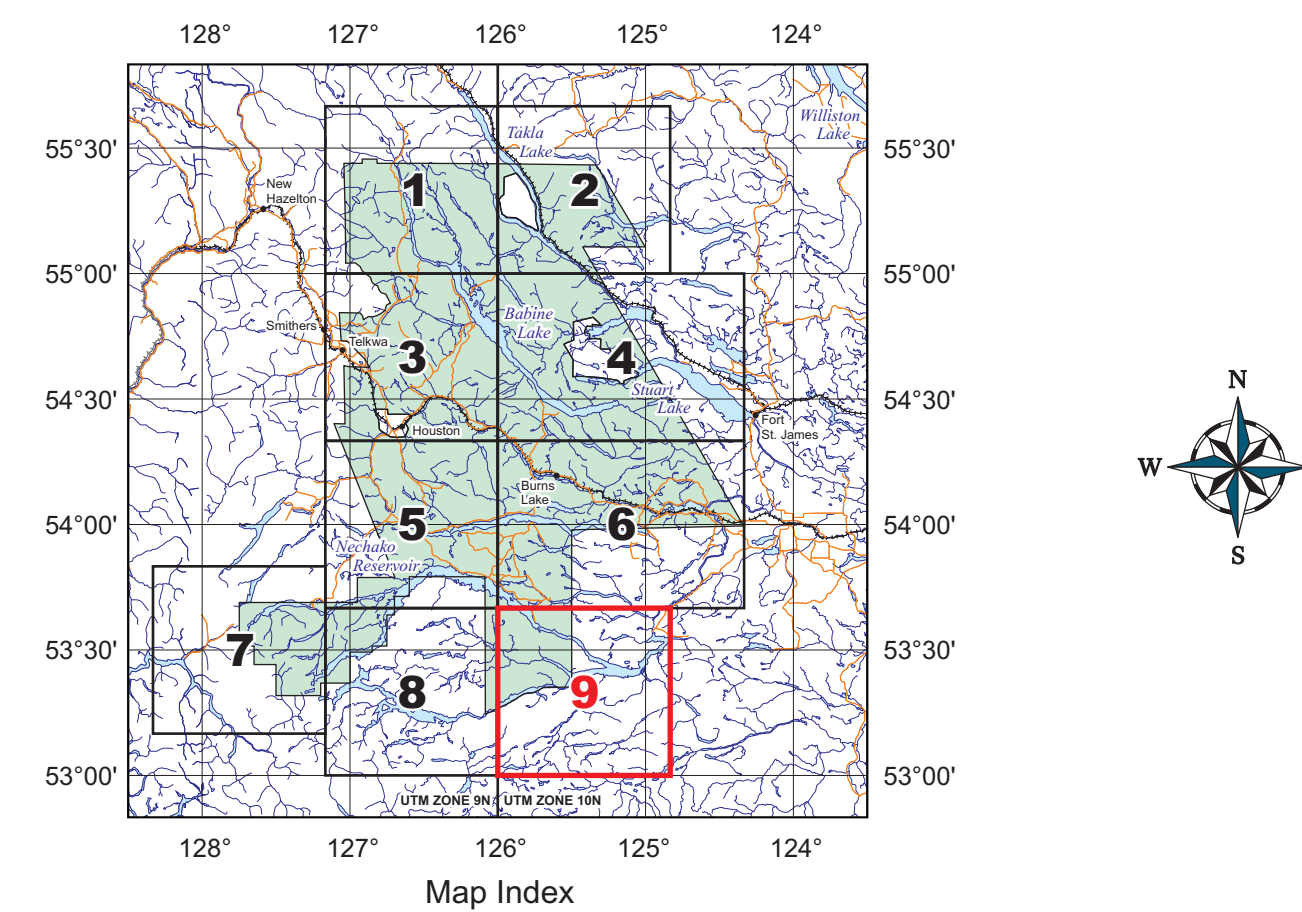 128° 127° 126° 125° 124°
Williston
Lake
Takla
Lake
55°30' 55°30'
1 2
New
Hazelton
55°00' 55°00'
Babine
Lake
Smithers
Telkwa
3 4
Stuart
Lake
54°30' 54°30'
Houston
Fort
St. James
Burns
Lake
54°00' 54°00'
5 6
Nechako
Reservoir
7
53°30' 53°30'
8 9
53°00' 53°00'
UTM ZONE 9N UTM ZONE 10N
128° 127° 126° 125° 124°
Map Index
N
W
S